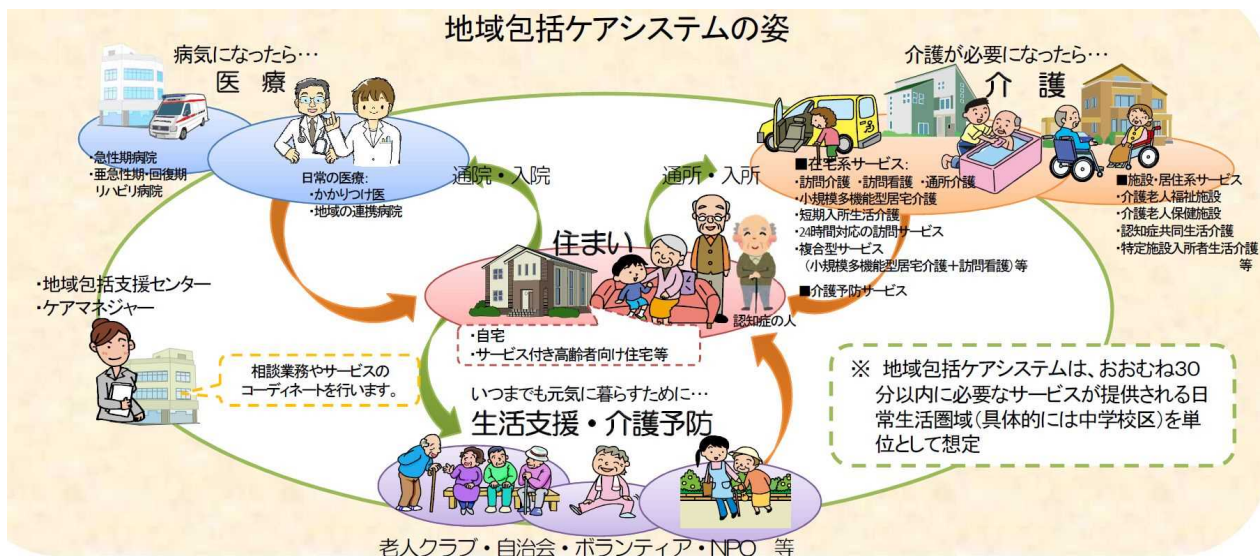 地域包括ケアシステムの姿
病気になったら…
医 療
・急性期病院
・亜急性期・回復期
リハビリ病院
日常の医療:
・かかりつけ医
・地域の連携病院
通院・入院
通所・入所
介護が必要になったら…
介 護
■在宅系サービス:
・訪問介護 ・訪問看護 ・通所介護
・小規模多機能型居宅介護
・短期入所生活介護
・24時間対応の訪問サービス
・複合型サービス
(小規模多機能型居宅介護+訪問看護)等
■介護予防サービス
■施設・居住系サービス
・介護老人福祉施設
・介護老人保健施設
・認知症共同生活介護
・特定施設入所者生活介護
等
住まい
認知症の人
・自宅
・サービス付き高齢者向け住宅等
・地域包括支援センター
・ケアマネジャー
相談業務やサービスの
コーディネートを行います。
いつまでも元気に暮らすために…
生活支援・介護予防
老人クラブ・自治会・ボランティア・NPO 等
※ 地域包括ケアシステムは、おおむね30
分以内に必要なサービスが提供される日
常生活圏域(具体的には中学校区)を単
位として想定